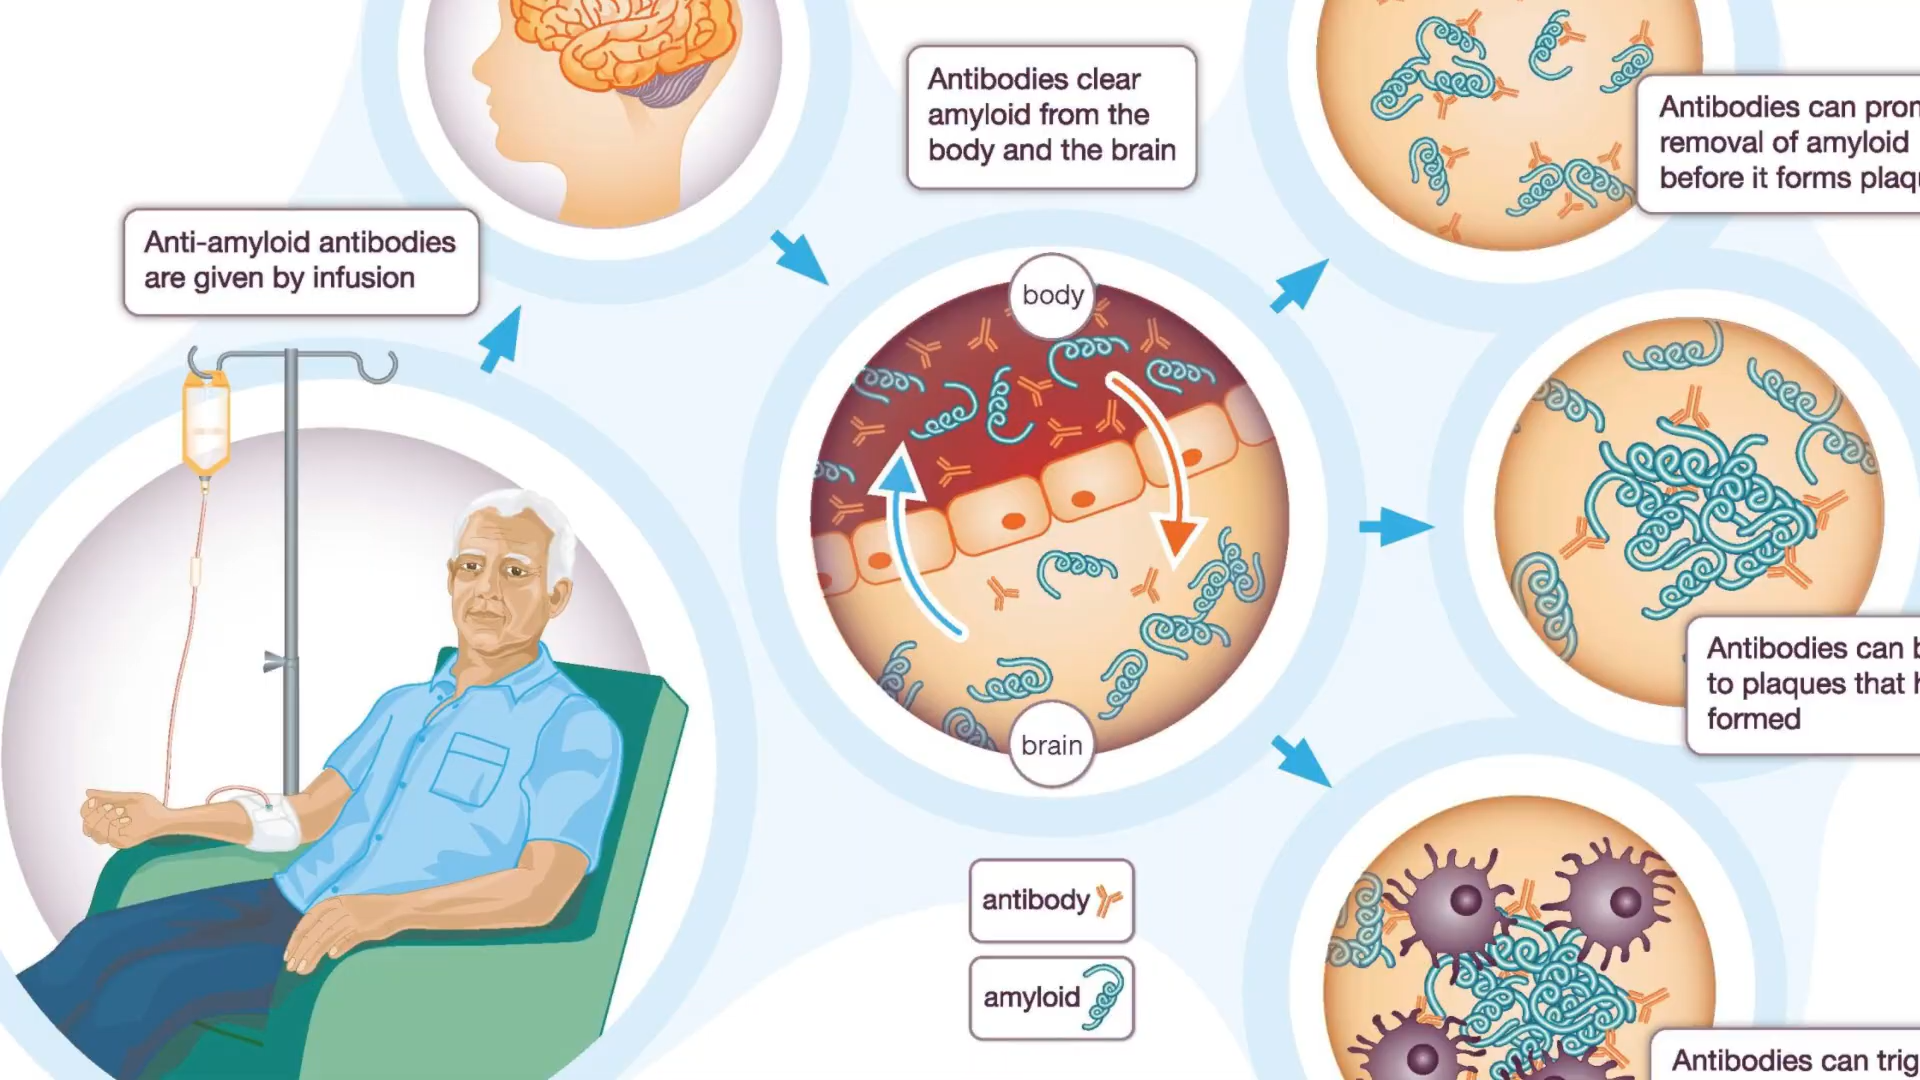 Antibodies clear
amyloid from the
body and the brain
Antibodies can
removal of amyloid
before it forms
Anti-amyloid antibodies
are given by infusion
body
brain
Antibodies can
to plaques that
formed
antibody
amyloid
Antibodies can